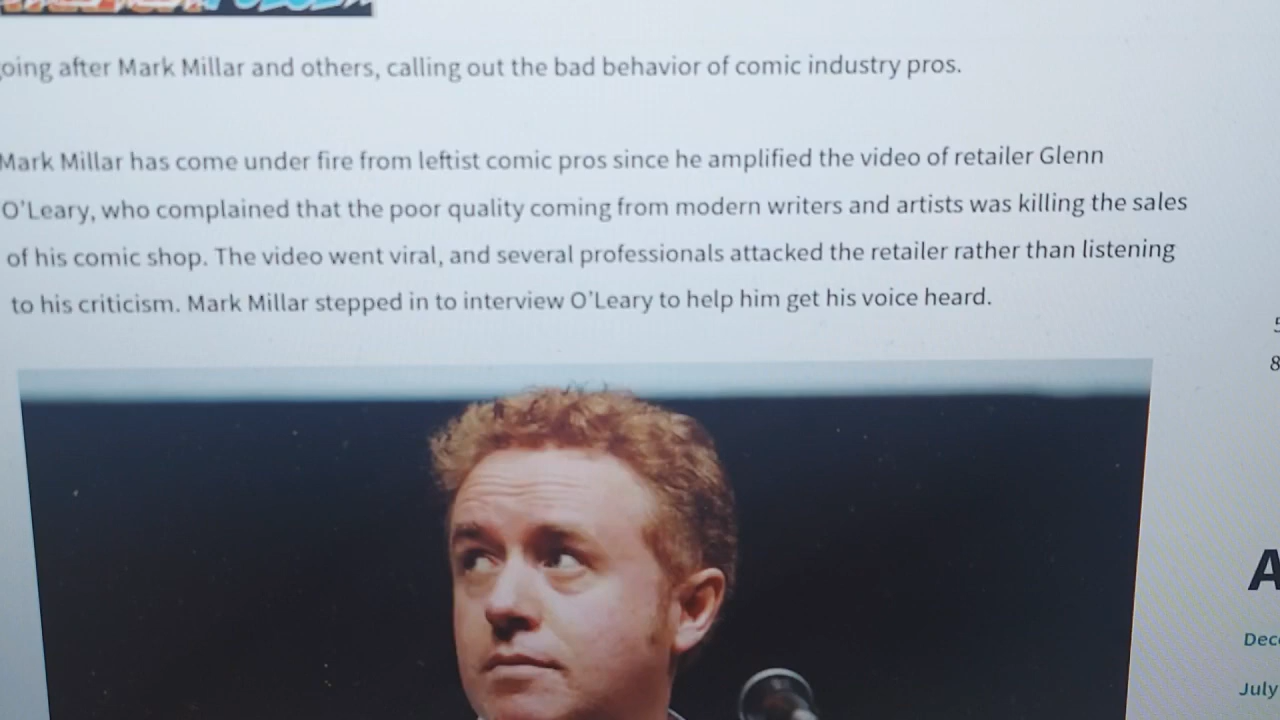 going after Mark Millar and others, calling out the bad behavior of comic industry pros.
Mark Millar has come under fire from leftist comic pros since he amplified the video of retailer Glenn
O'Leary, who complained that the poor quality coming from modern writers and artists was killing the sales
of his comic shop. The video went viral, and several professionals attacked the retailer rather than listening
to his criticism. Mark Millar stepped in to interview O'Leary to help him get his voice heard.
8
A
July